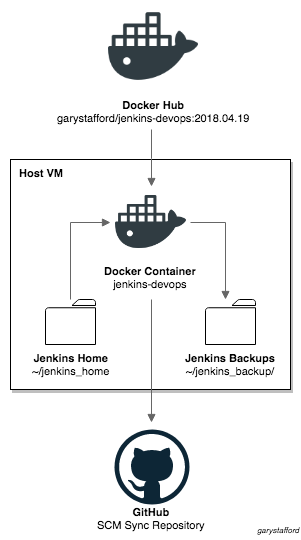 Docker Hub
garystafford/jenkins-devops:2018.04.19
Host VM
Docker Container
jenkins-devops
Jenkins Home
~/jenkins_home
Jenkins Backups
~/jenkins_backup/
GitHub
SCM Sync Repository
garystafford